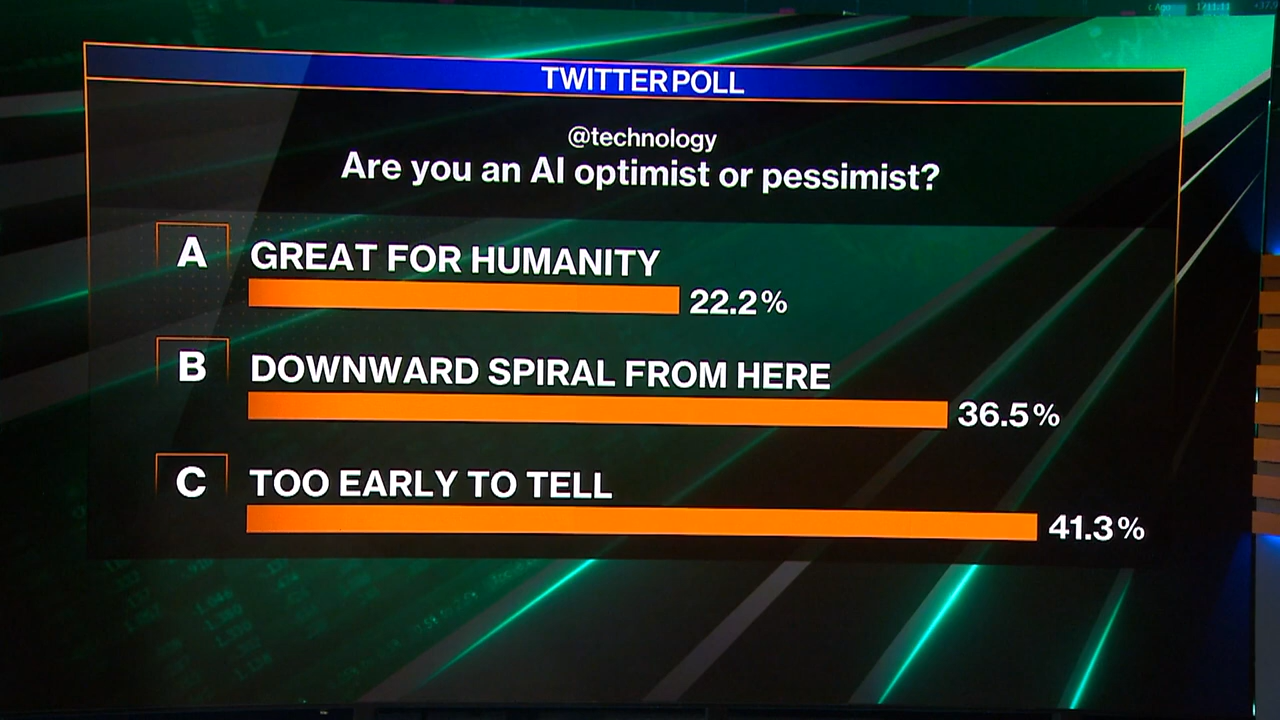 TWITTER POLL
@technology
Are you an AI optimist or pessimist?
A
GREAT FOR HUMANITY
22.2%
B
DOWNWARD SPIRAL FROM HERE
36.5%
C
TOO EARLY TO TELL
41.3%